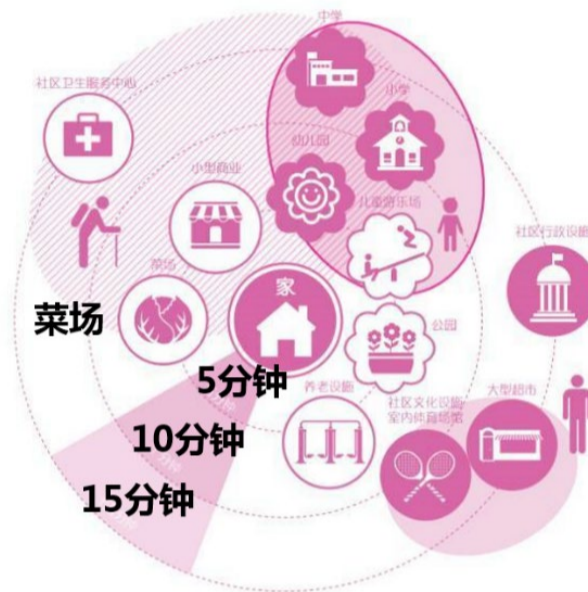 中学
社区卫生服务中心
小学
幼儿园
小型商业
儿童游乐场
社区行政设施
家
菜场
菜场
公园
5分钟
养老设施
社区文化设施
室内体育场馆
大型超市
10分钟
15分钟